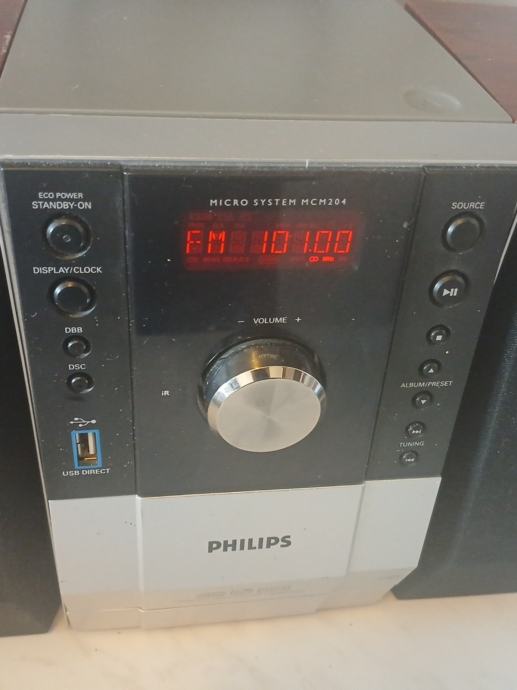 MICRO SYSTEM MCM204
ECO POWER
STANDBY-ON
SOURCE
FM 101.00
MHz
DISPLAY/CLOCK
− VOLUME +
DBB
DSC
ALBUM/PRESET
iR
TUNING
USB DIRECT
PHILIPS